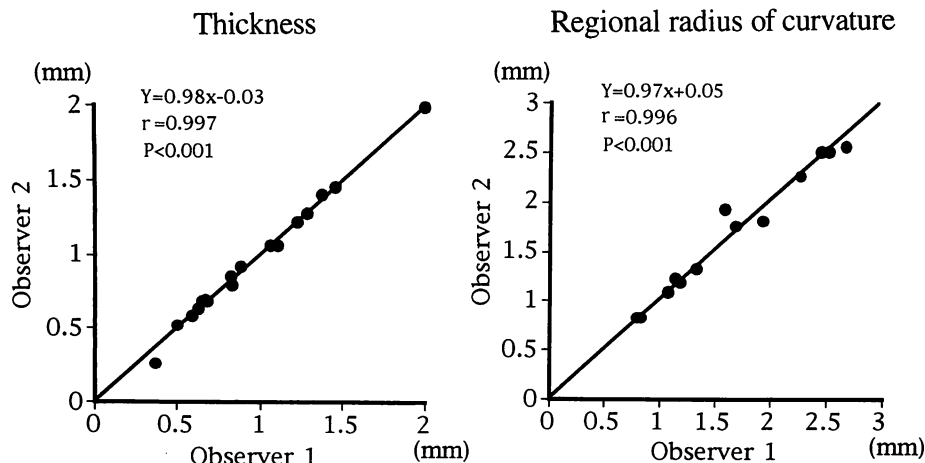 Thickness
(mm)
Y=0.98x-0.03
r=0.997
P<0.001
2
1.5
1
0.5
0
Observer 2
0
0.5
1
1.5
2
Observer 1
(mm)
Regional radius of curvature
(mm)
Y=0.97x+0.05
r=0.996
P<0.001
3
2.5
2
1.5
1
0.5
0
Observer 2
0
0.5
1
1.5
2
2.5
3
Observer 1
(mm)